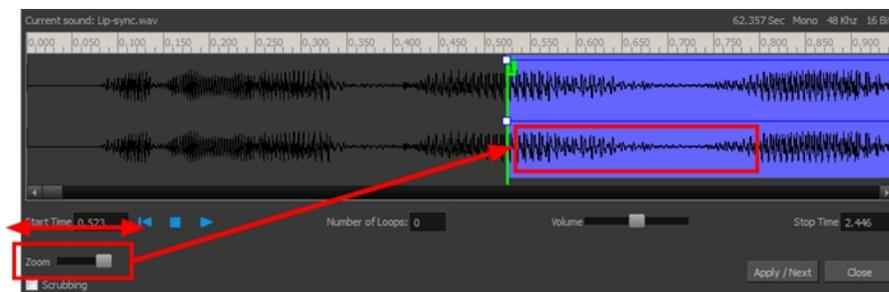 Current sound: Lip-sync.wav 62.357 Sec Mono 48 Khz 16 Bi
0.000 0.050 0.100 0.150 0.200 0.250 0.300 0.350 0.400 0.450 0.500 0.550 0.600 0.650 0.700 0.750 0.800 0.850 0.900
1
Start Time 0.523 Number of Loops: 0 Volume Stop Time 2.446
Zoom
Scrubbing Apply / Next Close